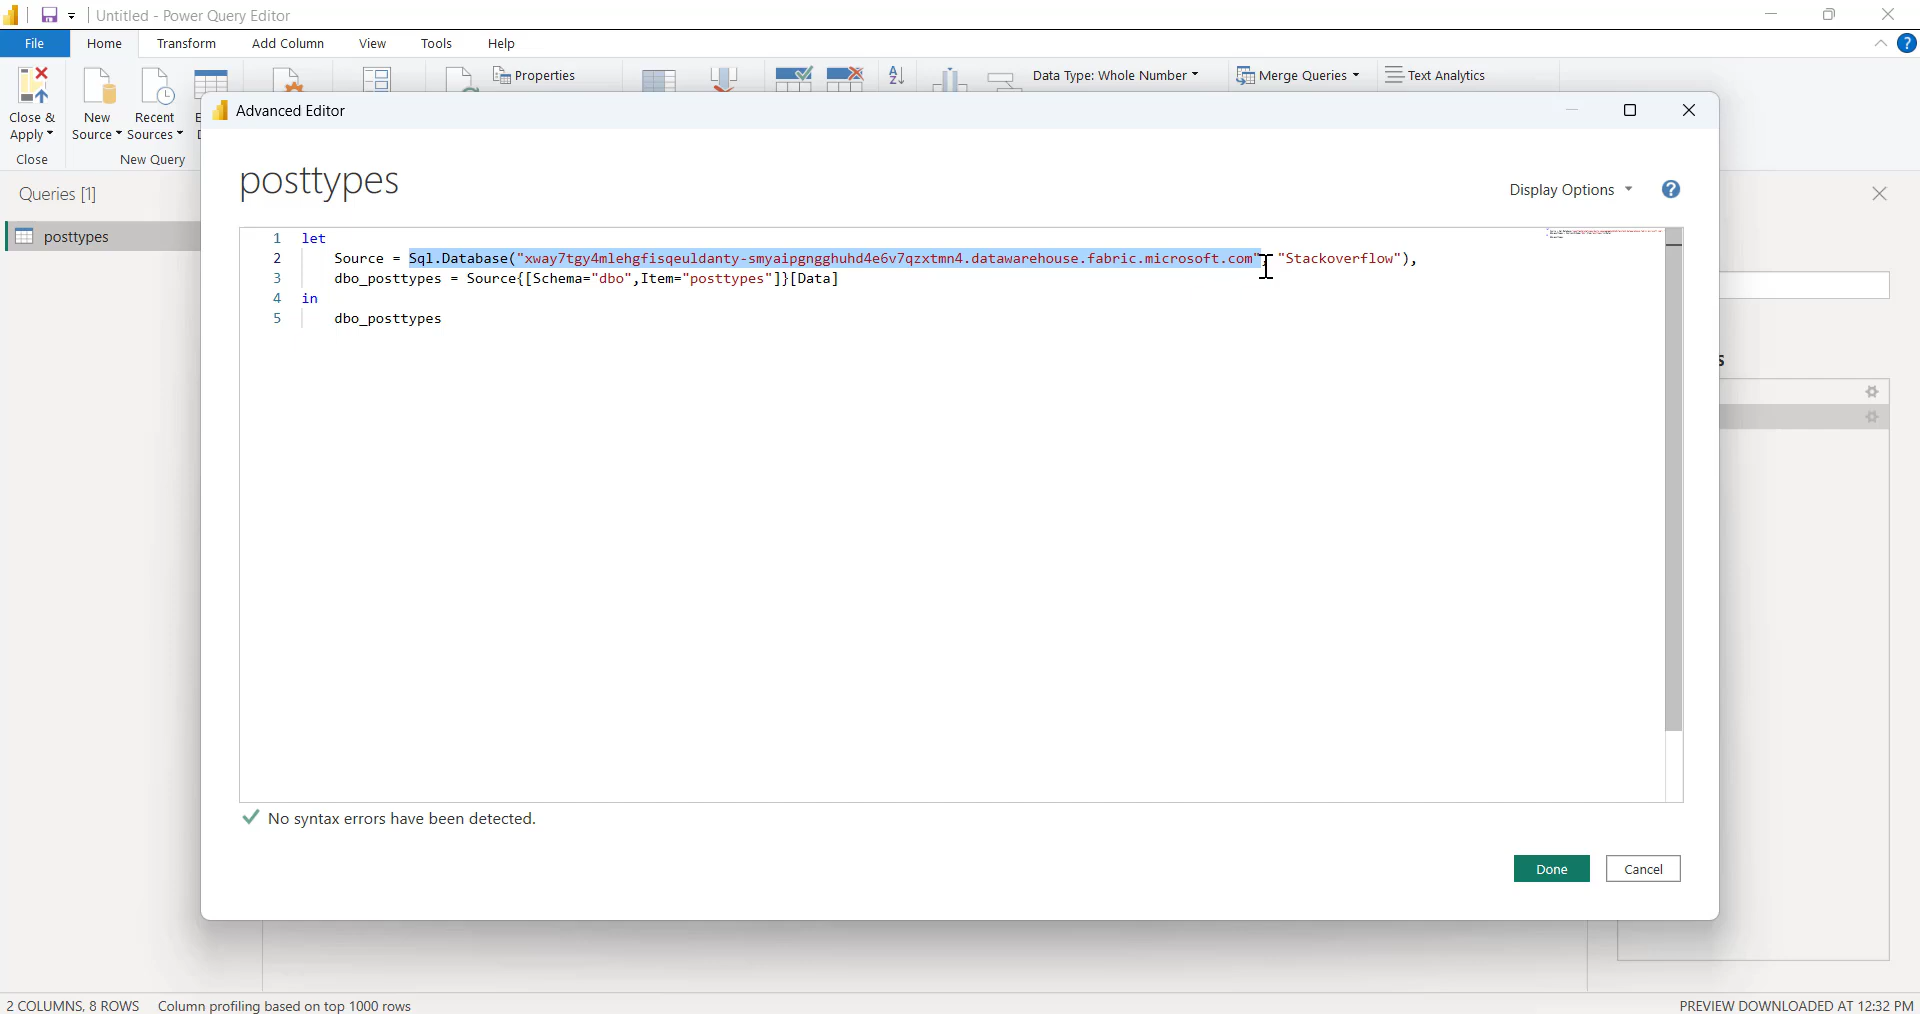 Untitled - Power Query Editor
File Home Transform Add Column View Tools Help
Close & Apply
Close
New Source
Recent Sources
New Query
Properties
Data Type: Whole Number
Merge Queries
Text Analytics
Queries [1]
posttypes
Advanced Editor
posttypes
Display Options
1 let
2 Source = Sql.Database("xway7tgy4mlehgfisqeuldanty-smyaipgngghuhd4e6v7qzxtmn4.datawarehouse.fabric.microsoft.com", "Stackoverflow"),
3 dbo_posttypes = Source{[Schema="dbo",Item="posttypes"]}[Data]
4 in
5 dbo_posttypes
No syntax errors have been detected.
Done Cancel
2 COLUMNS, 8 ROWS Column profiling based on top 1000 rows
PREVIEW DOWNLOADED AT 12:32 PM